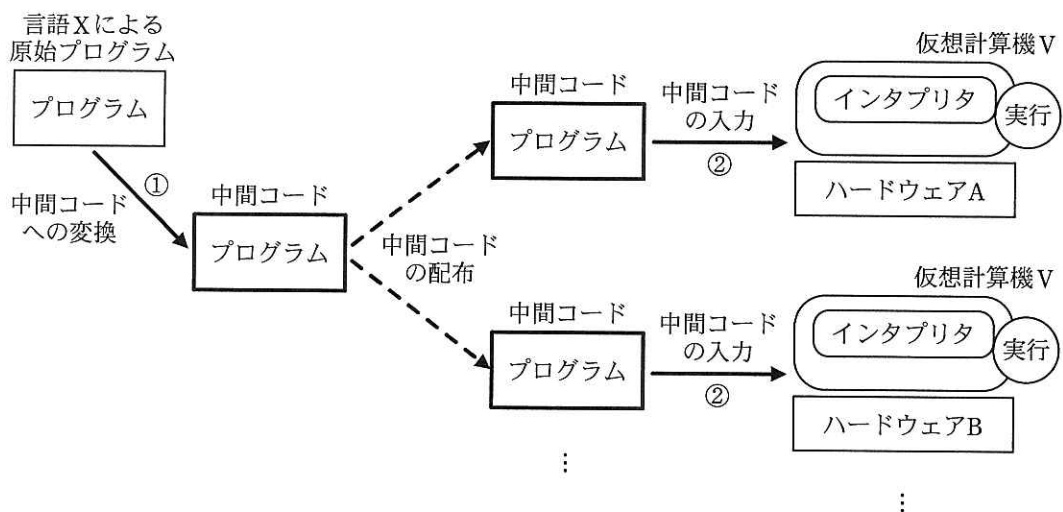 言語Xによる
原始プログラム
プログラム
①
中間コード
への変換
中間コード
プログラム
中間コード
の配布
中間コード
プログラム
中間コード
の入力
②
仮想計算機V
インタプリタ
実行
ハードウェアA
中間コード
プログラム
中間コード
の入力
②
仮想計算機V
インタプリタ
実行
ハードウェアB
⋮
⋮